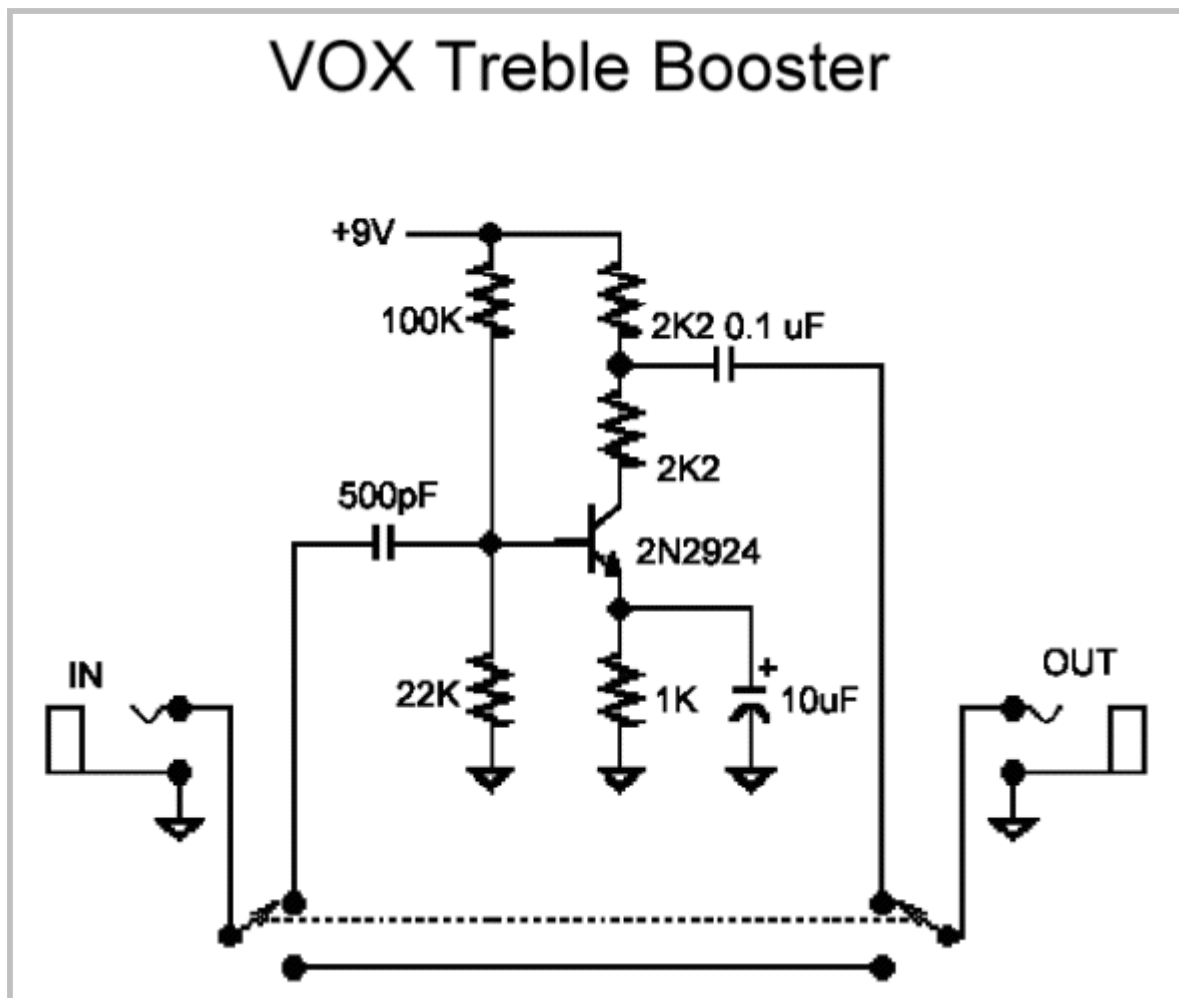 VOX Treble Booster
+9V
100K
2K2 0.1 uF
2K2
500pF
2N2924
IN
22K
1K
+
10uF
OUT